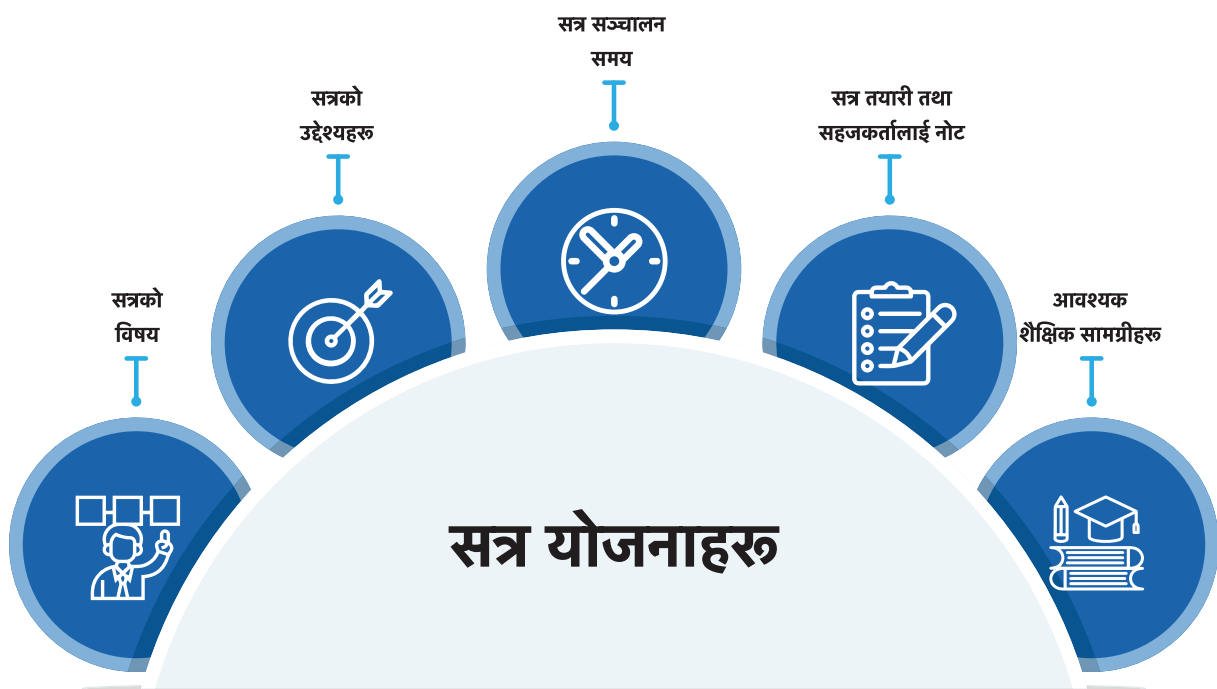 सत्र सञ्चालन
समय
सत्रको
उद्देश्यहरू
सत्र तयारी तथा
सहजकर्तालाई नोट
सत्रको
विषय
आवश्यक
शैक्षिक सामग्रीहरू
सत्र योजनाहरू